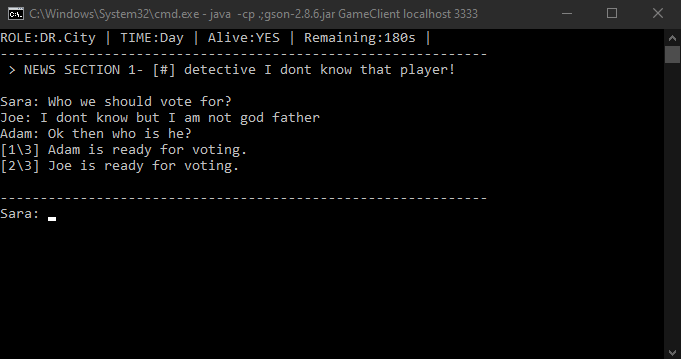 C:\Windows\System32\cmd.exe - java -cp .;gson-2.8.6.jar GameClient localhost 3333
ROLE:DR.City | TIME:Day | Alive:YES | Remaining:180s |
-------------------------------------------------------------
> NEWS SECTION 1- [#] detective I dont know that player!
Sara: Who we should vote for?
Joe: I dont know but I am not god father
Adam: Ok then who is he?
[1\3] Adam is ready for voting.
[2\3] Joe is ready for voting.
-------------------------------------------------------------
Sara: